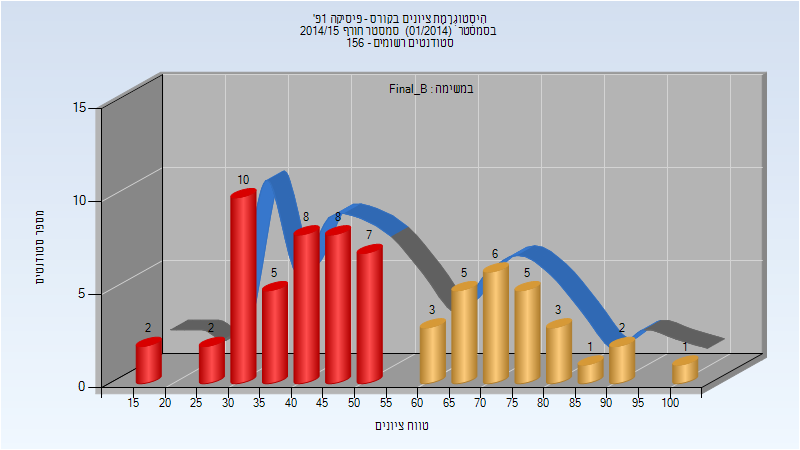 היסטוגרמת ציונים בקורס - פיסיקה 1פ'
בסמסטר (01/2014) סמסטר חורף 2014/15
סטודנטים רשומים - 156
במשימה : Final_B
מספר סטודנטים
15
10
5
0
2
2
10
5
8
8
7
3
5
6
5
3
1
2
1
15 20 25 30 35 40 45 50 55 60 65 70 75 80 85 90 95 100
טווח ציונים